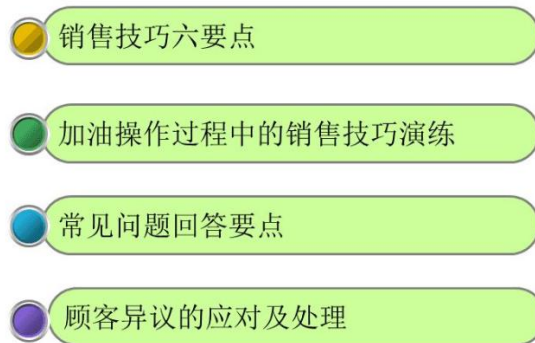 销售技巧六要点
加油操作过程中的销售技巧演练
常见问题回答要点
顾客异议的应对及处理